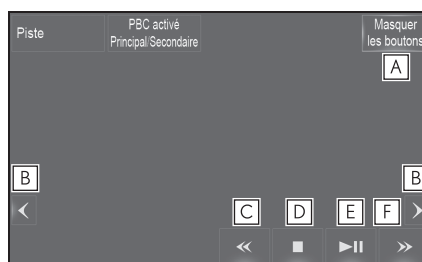 Piste
PBC activé
Principal/Secondaire
Masquer
les boutons
A
B
B
C
D
E
F